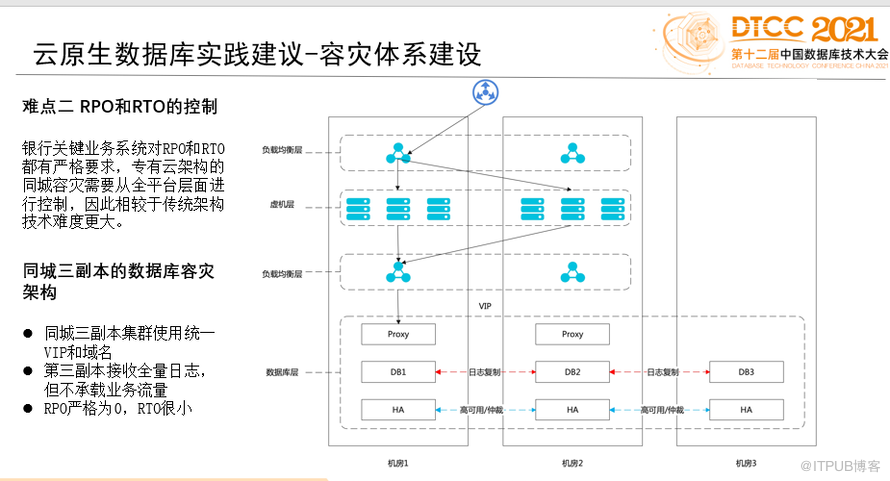 云原生数据库实践建议-容灾体系建设
DTCC 2021
第十二届中国数据库技术大会
DATABASE TECHNOLOGY CONFERENCE CHINA 2021
难点二 RPO和RTO的控制
银行关键业务系统对RPO和RTO
都有严格要求，专有云架构的
同城容灾需要从全平台层面进
行控制，因此相较于传统架构
技术难度更大。
同城三副本的数据库容灾
架构
● 同城三副本集群使用统一
VIP和域名
● 第三副本接收全量日志，
但不承载业务流量
● RPO严格为0，RTO很小
负载均衡层
虚机层
负载均衡层
VIP
数据库层
Proxy
Proxy
DB1
日志复制
DB2
日志复制
DB3
HA
高可用/仲裁
HA
高可用/仲裁
HA
机房1
机房2
机房3
@ITPUB博客